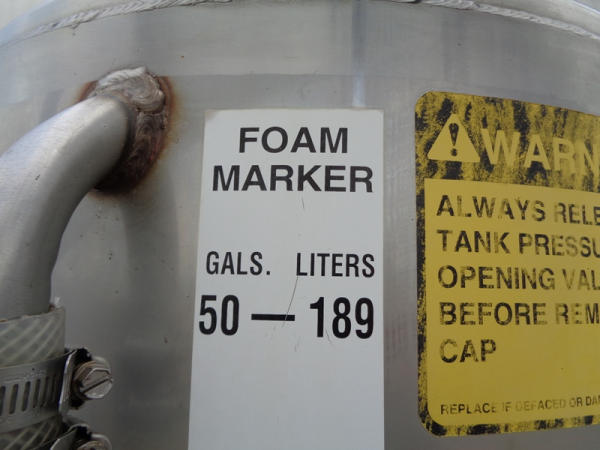 FOAM
MARKER
GALS. LITERS
50 — 189
WARN
ALWAYS RELE
TANK PRESSU
OPENING VAL
BEFORE REM
CAP
REPLACE IF DEFACED OR DA